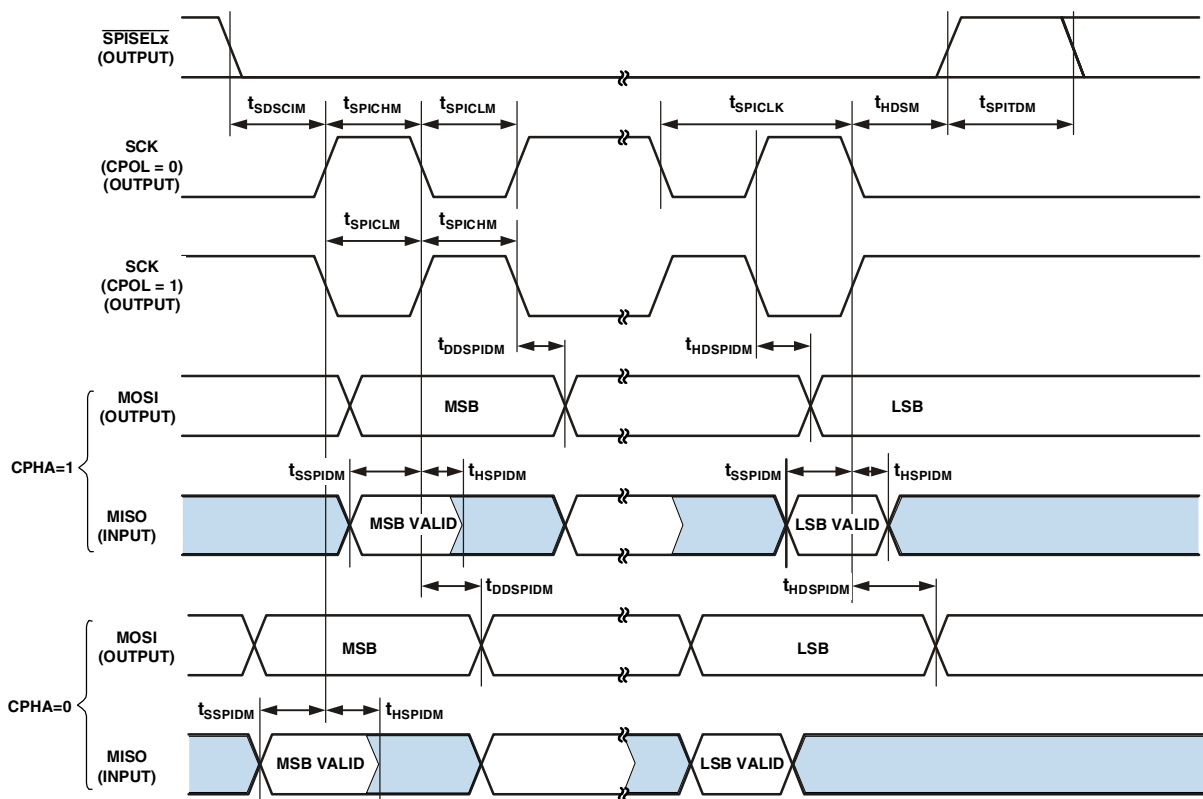 SPISELx
(OUTPUT)
tSDSCIM
tSPICHM
tSPICLM
tSPICLK
tHDSM
tSPITDM
SCK
(CPOL = 0)
(OUTPUT)
tSPICLM
tSPICHM
SCK
(CPOL = 1)
(OUTPUT)
tDDSPIDM
tHDSPIDM
CPHA=1
MOSI
(OUTPUT)
MSB
LSB
tSSPIDM
tHSPIDM
tSSPIDM
tHSPIDM
MISO
(INPUT)
MSB VALID
LSB VALID
tDDSPIDM
tHDSPIDM
CPHA=0
MOSI
(OUTPUT)
MSB
LSB
tSSPIDM
tHSPIDM
MISO
(INPUT)
MSB VALID
LSB VALID